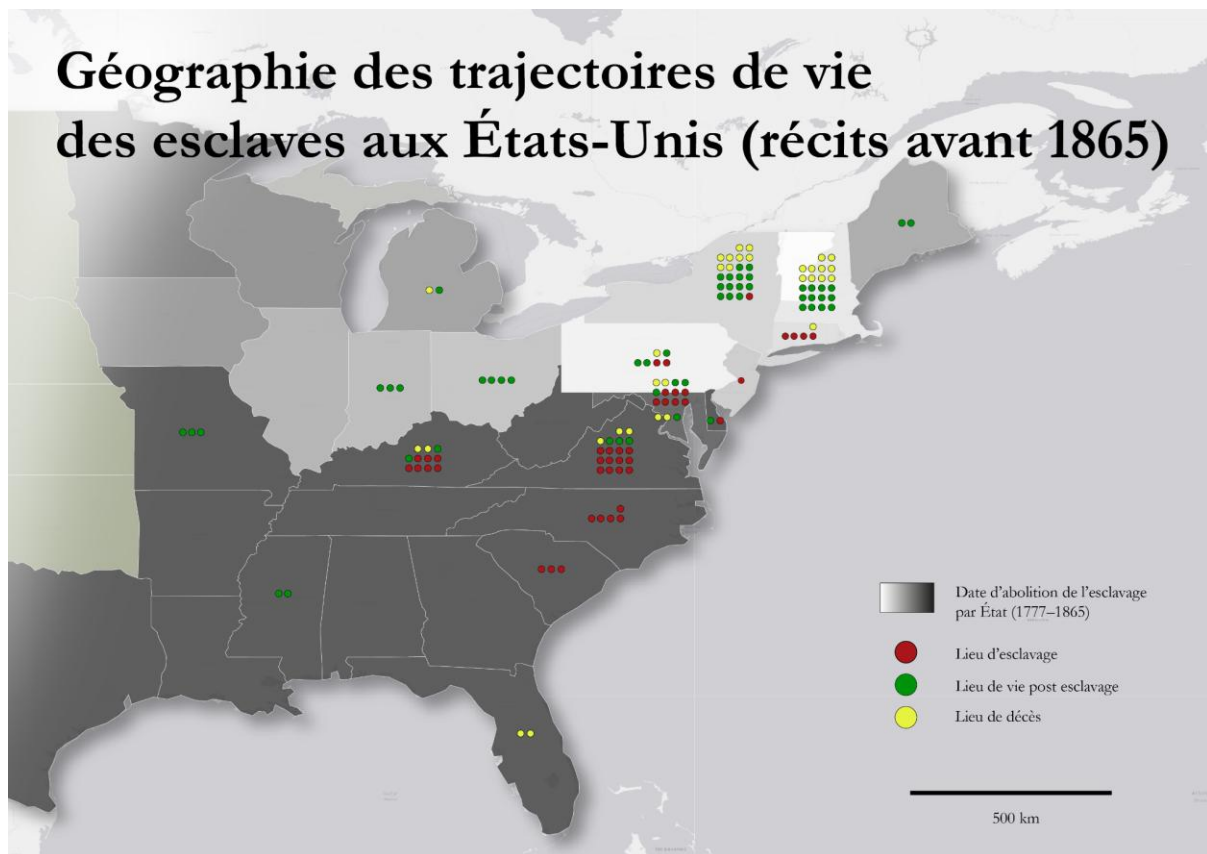 Géographie des trajectoires de vie
des esclaves aux États-Unis (récits avant 1865)
Date d'abolition de l'esclavage
par État (1777–1865)
Lieu d'esclavage
Lieu de vie post esclavage
Lieu de décès
500 km